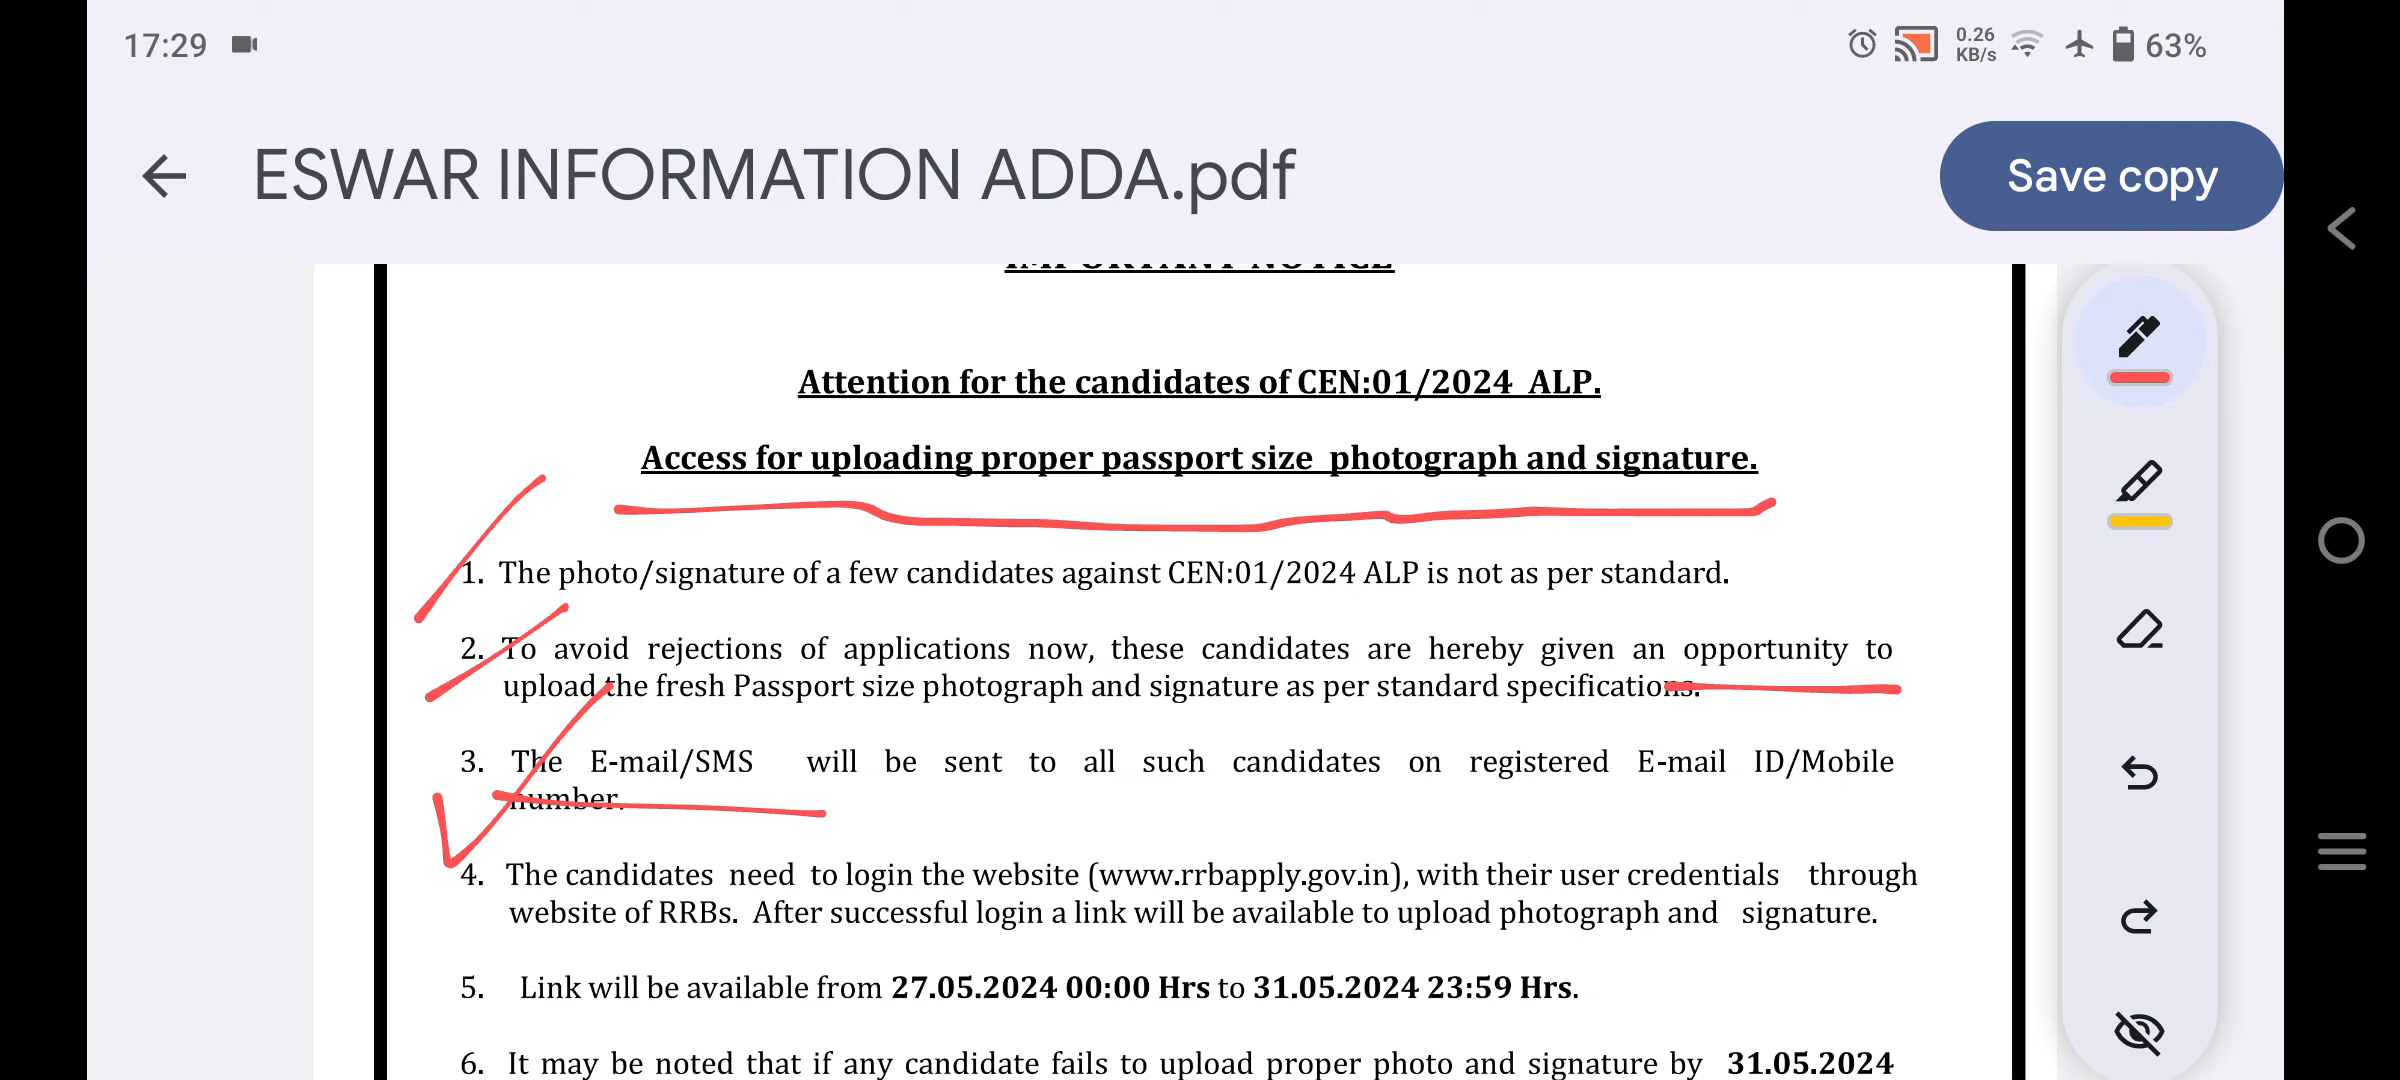 17:29
0.26
KB/s
63%
ESWAR INFORMATION ADDA.pdf
Save copy
IMPORTANT NOTICE
Attention for the candidates of CEN:01/2024 ALP.
Access for uploading proper passport size photograph and signature.
1. The photo/signature of a few candidates against CEN:01/2024 ALP is not as per standard.
2. To avoid rejections of applications now, these candidates are hereby given an opportunity to
upload the fresh Passport size photograph and signature as per standard specifications.
3. The E-mail/SMS will be sent to all such candidates on registered E-mail ID/Mobile
number.
4. The candidates need to login the website (www.rrbapply.gov.in), with their user credentials through
website of RRBs. After successful login a link will be available to upload photograph and signature.
5. Link will be available from 27.05.2024 00:00 Hrs to 31.05.2024 23:59 Hrs.
6. It may be noted that if any candidate fails to upload proper photo and signature by 31.05.2024